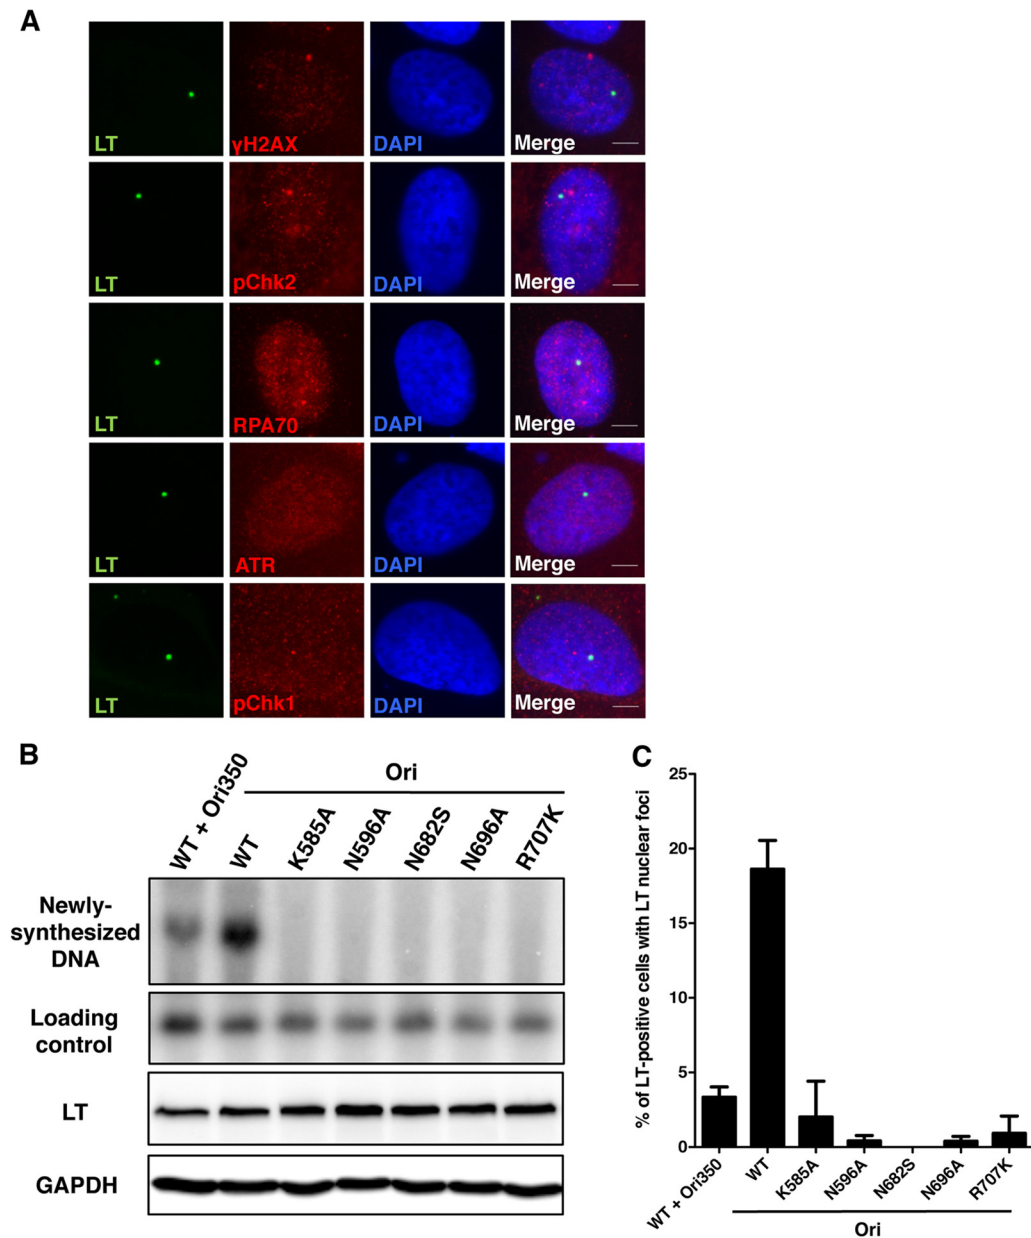 A
LT γH2AX DAPI Merge
LT pChk2 DAPI Merge
LT RPA70 DAPI Merge
LT ATR DAPI Merge
LT pChk1 DAPI Merge
B
Ori
WT + Ori350 WT K585A N596A N682S N696A R707K
Newly-
synthesized
DNA
Loading
control
LT
GAPDH
C
% of LT-positive cells with LT nuclear foci
25
20
15
10
5
0
WT + Ori350 WT K585A N596A N682S N696A R707K
Ori